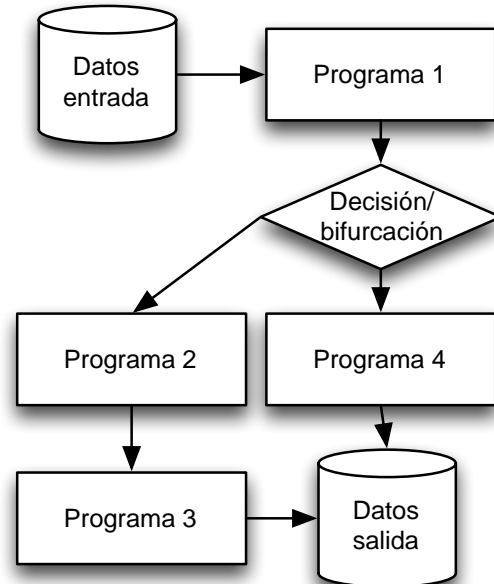 Datos
entrada
Programa 1
Decisión/
bifurcación
Programa 2
Programa 4
Programa 3
Datos
salida